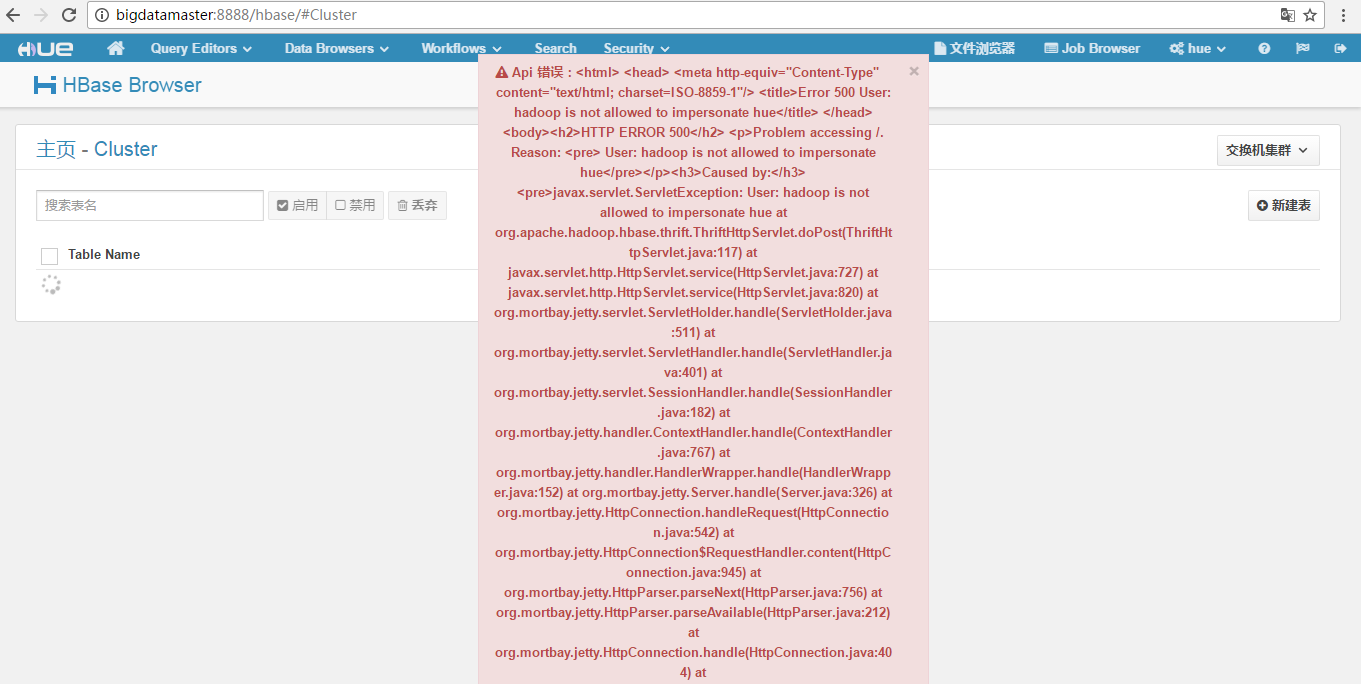 bigdatamaster:8888/hbase/#Cluster
HUE Query Editors Data Browsers Workflows Search Security 文件浏览器 Job Browser hue
HBase Browser
主页 - Cluster
交换机集群
搜索表名
启用 禁用 丢弃
新建表
Table Name
Api 错误：<html> <head> <meta http-equiv="Content-Type"
content="text/html; charset=ISO-8859-1"/> <title>Error 500 User:
hadoop is not allowed to impersonate hue</title> </head>
<body><h2>HTTP ERROR 500</h2> <p>Problem accessing /.
Reason: <pre> User: hadoop is not allowed to impersonate
hue</pre></p><h3>Caused by:</h3>
<pre>javax.servlet.ServletException: User: hadoop is not
allowed to impersonate hue at
org.apache.hadoop.hbase.thrift.ThriftHttpServlet.doPost(ThriftHt
tpServlet.java:117) at
javax.servlet.http.HttpServlet.service(HttpServlet.java:727) at
javax.servlet.http.HttpServlet.service(HttpServlet.java:820) at
org.mortbay.jetty.servlet.ServletHolder.handle(ServletHolder.java
:511) at
org.mortbay.jetty.servlet.ServletHandler.handle(ServletHandler.ja
va:401) at
org.mortbay.jetty.servlet.SessionHandler.handle(SessionHandler
.java:182) at
org.mortbay.jetty.handler.ContextHandler.handle(ContextHandler
.java:767) at
org.mortbay.jetty.handler.HandlerWrapper.handle(HandlerWrapp
er.java:152) at org.mortbay.jetty.Server.handle(Server.java:326) at
org.mortbay.jetty.HttpConnection.handleRequest(HttpConnectio
n.java:542) at
org.mortbay.jetty.HttpConnection$RequestHandler.content(HttpC
onnection.java:945) at
org.mortbay.jetty.HttpParser.parseNext(HttpParser.java:756) at
org.mortbay.jetty.HttpParser.parseAvailable(HttpParser.java:212)
at
org.mortbay.jetty.HttpConnection.handle(HttpConnection.java:40
4) at